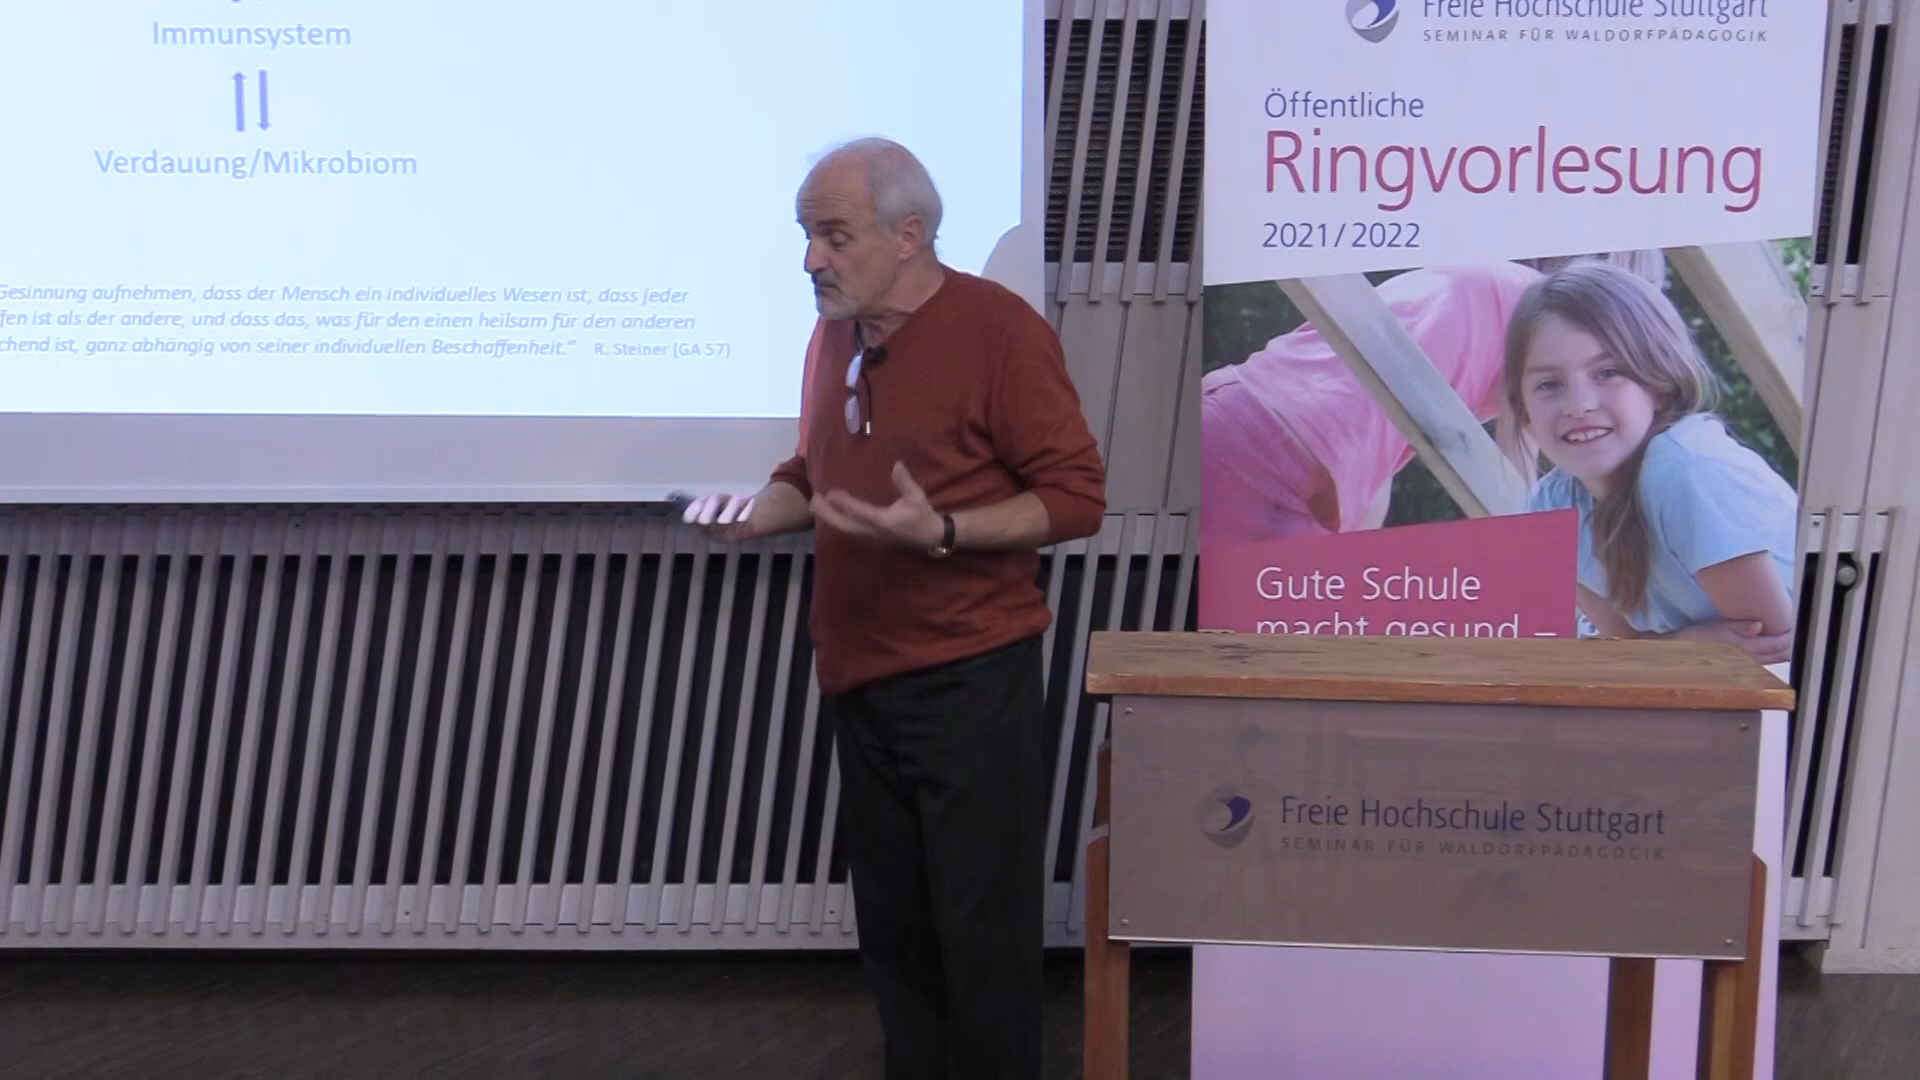 Immunsystem
Verdauung/Mikrobiom
Gesinnung aufnehmen, dass der Mensch ein individuelles Wesen ist, dass jeder
ist als der andere, und dass das, was für den einen heilsam für den anderen
ist, ganz abhängig von seiner individuellen Beschaffenheit.“ R. Steiner (GA 57)
Freie Hochschule Stuttgart
SEMINAR FÜR WALDORFPÄDAGOGIK
Öffentliche
Ringvorlesung
2021/2022
Gute Schule
macht gesund –
Freie Hochschule Stuttgart
SEMINAR FÜR WALDORFPÄDAGOGIK